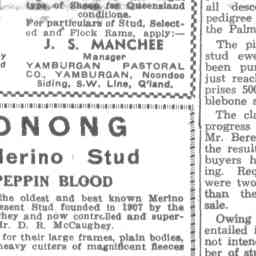 type of Sheep for Queensland
conditions.
For particulars of Stud, Select-
ed and Flock Rams, apply:—
J. S. MANCHEE
Manager
YAMBURGAN PASTORAL
CO., YAMBURGAN, Noondoo
Siding, S.W. Line, Q'land.
ONONG
Merino Stud
PEPPIN BLOOD
the oldest and best known Merino
present Stud founded in 1907 by the
hey and now controlled and super-
Mr. D. R. McCaughey.
for their large frames, plain bodies,
heavy cutters of magnificent fleeces
all desc
pedigree
the Palm
The pi
stud ewe
been pur
just reach
prises 500
blebone s
The cla
progress
Mr. Bere
the result
buyers h
ing. Req
were two
than the
sale.
Owing
entailed i
not inten
ber of stu